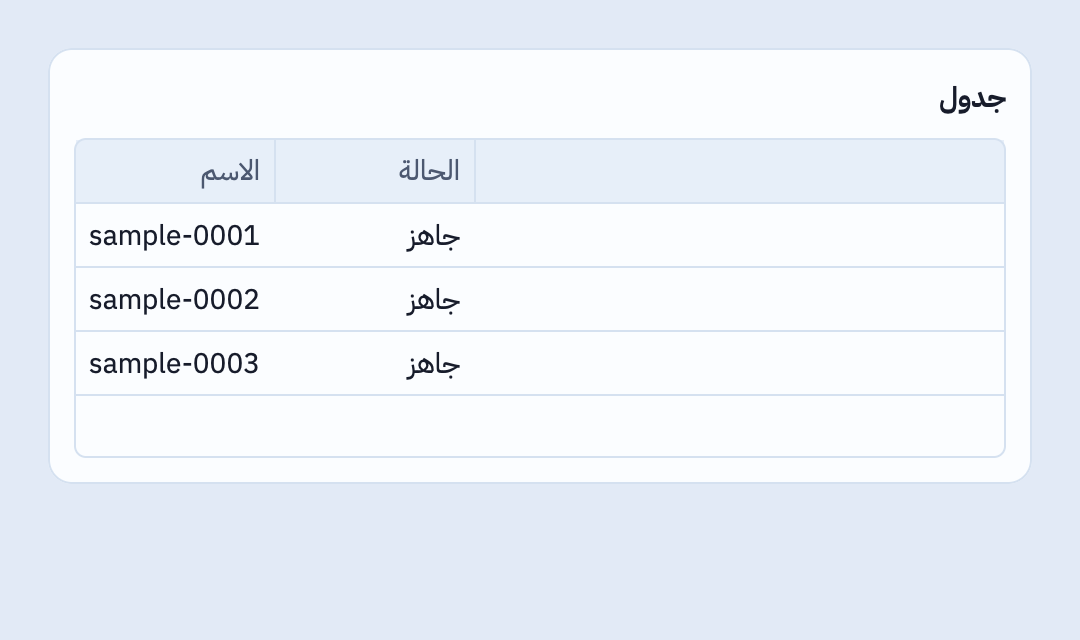 جدول
الاسم الحالة
sample-0001 جاهز
sample-0002 جاهز
sample-0003 جاهز